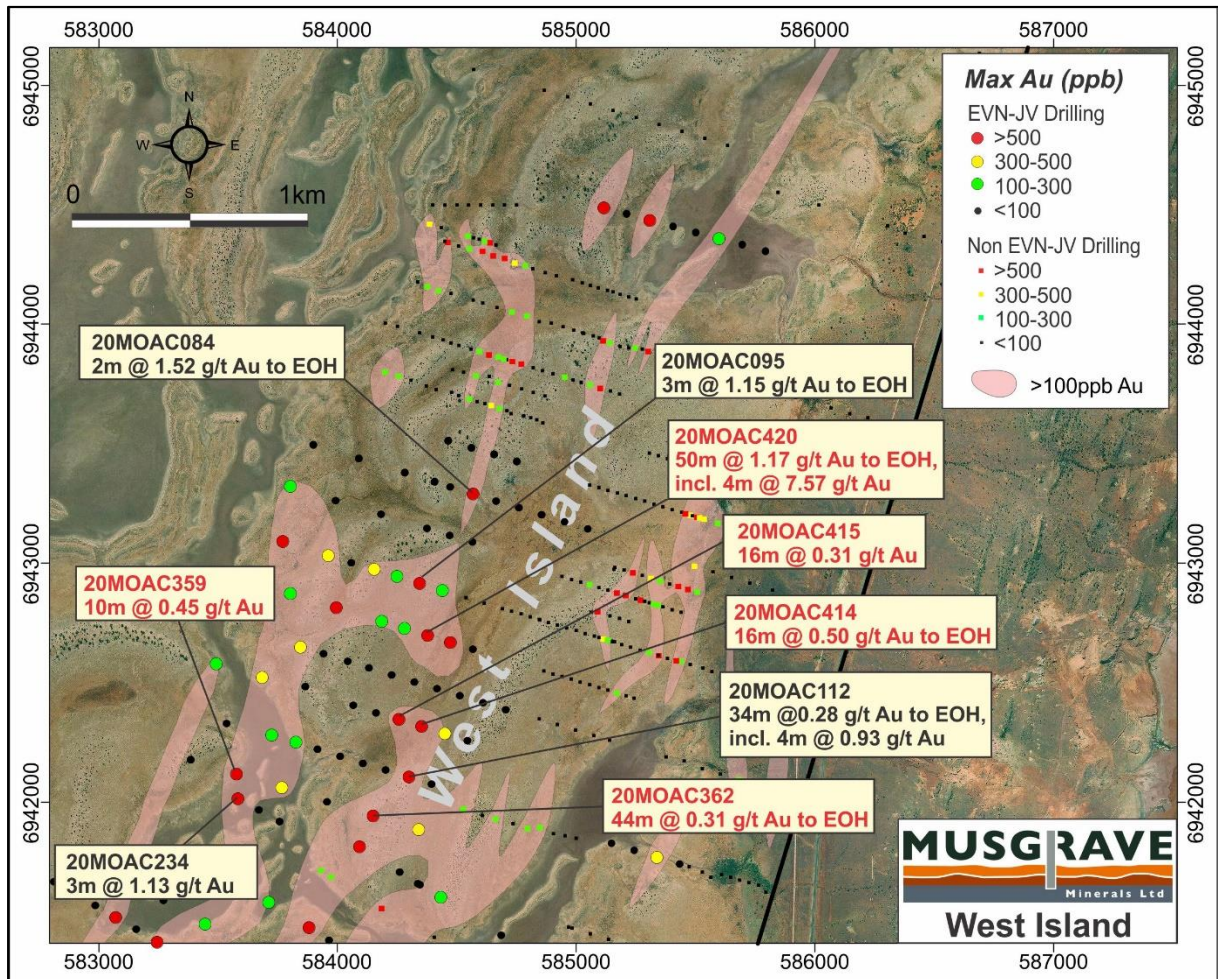 583000
584000
585000
586000
587000
6945000
6944000
6943000
6942000
6945000
6944000
6943000
6942000
N
W
E
S
0
1km
Max Au (ppb)
EVN-JV Drilling
>500
300-500
100-300
<100
Non EVN-JV Drilling
>500
300-500
100-300
<100
>100ppb Au
20MOAC084
2m @ 1.52 g/t Au to EOH
20MOAC095
3m @ 1.15 g/t Au to EOH
20MOAC420
50m @ 1.17 g/t Au to EOH,
incl. 4m @ 7.57 g/t Au
20MOAC415
16m @ 0.31 g/t Au
20MOAC359
10m @ 0.45 g/t Au
20MOAC414
16m @ 0.50 g/t Au to EOH
20MOAC112
34m @0.28 g/t Au to EOH,
incl. 4m @ 0.93 g/t Au
20MOAC362
44m @ 0.31 g/t Au to EOH
20MOAC234
3m @ 1.13 g/t Au
West Island
MUSGRAVE
Minerals Ltd
West Island
583000
584000
585000
586000
587000